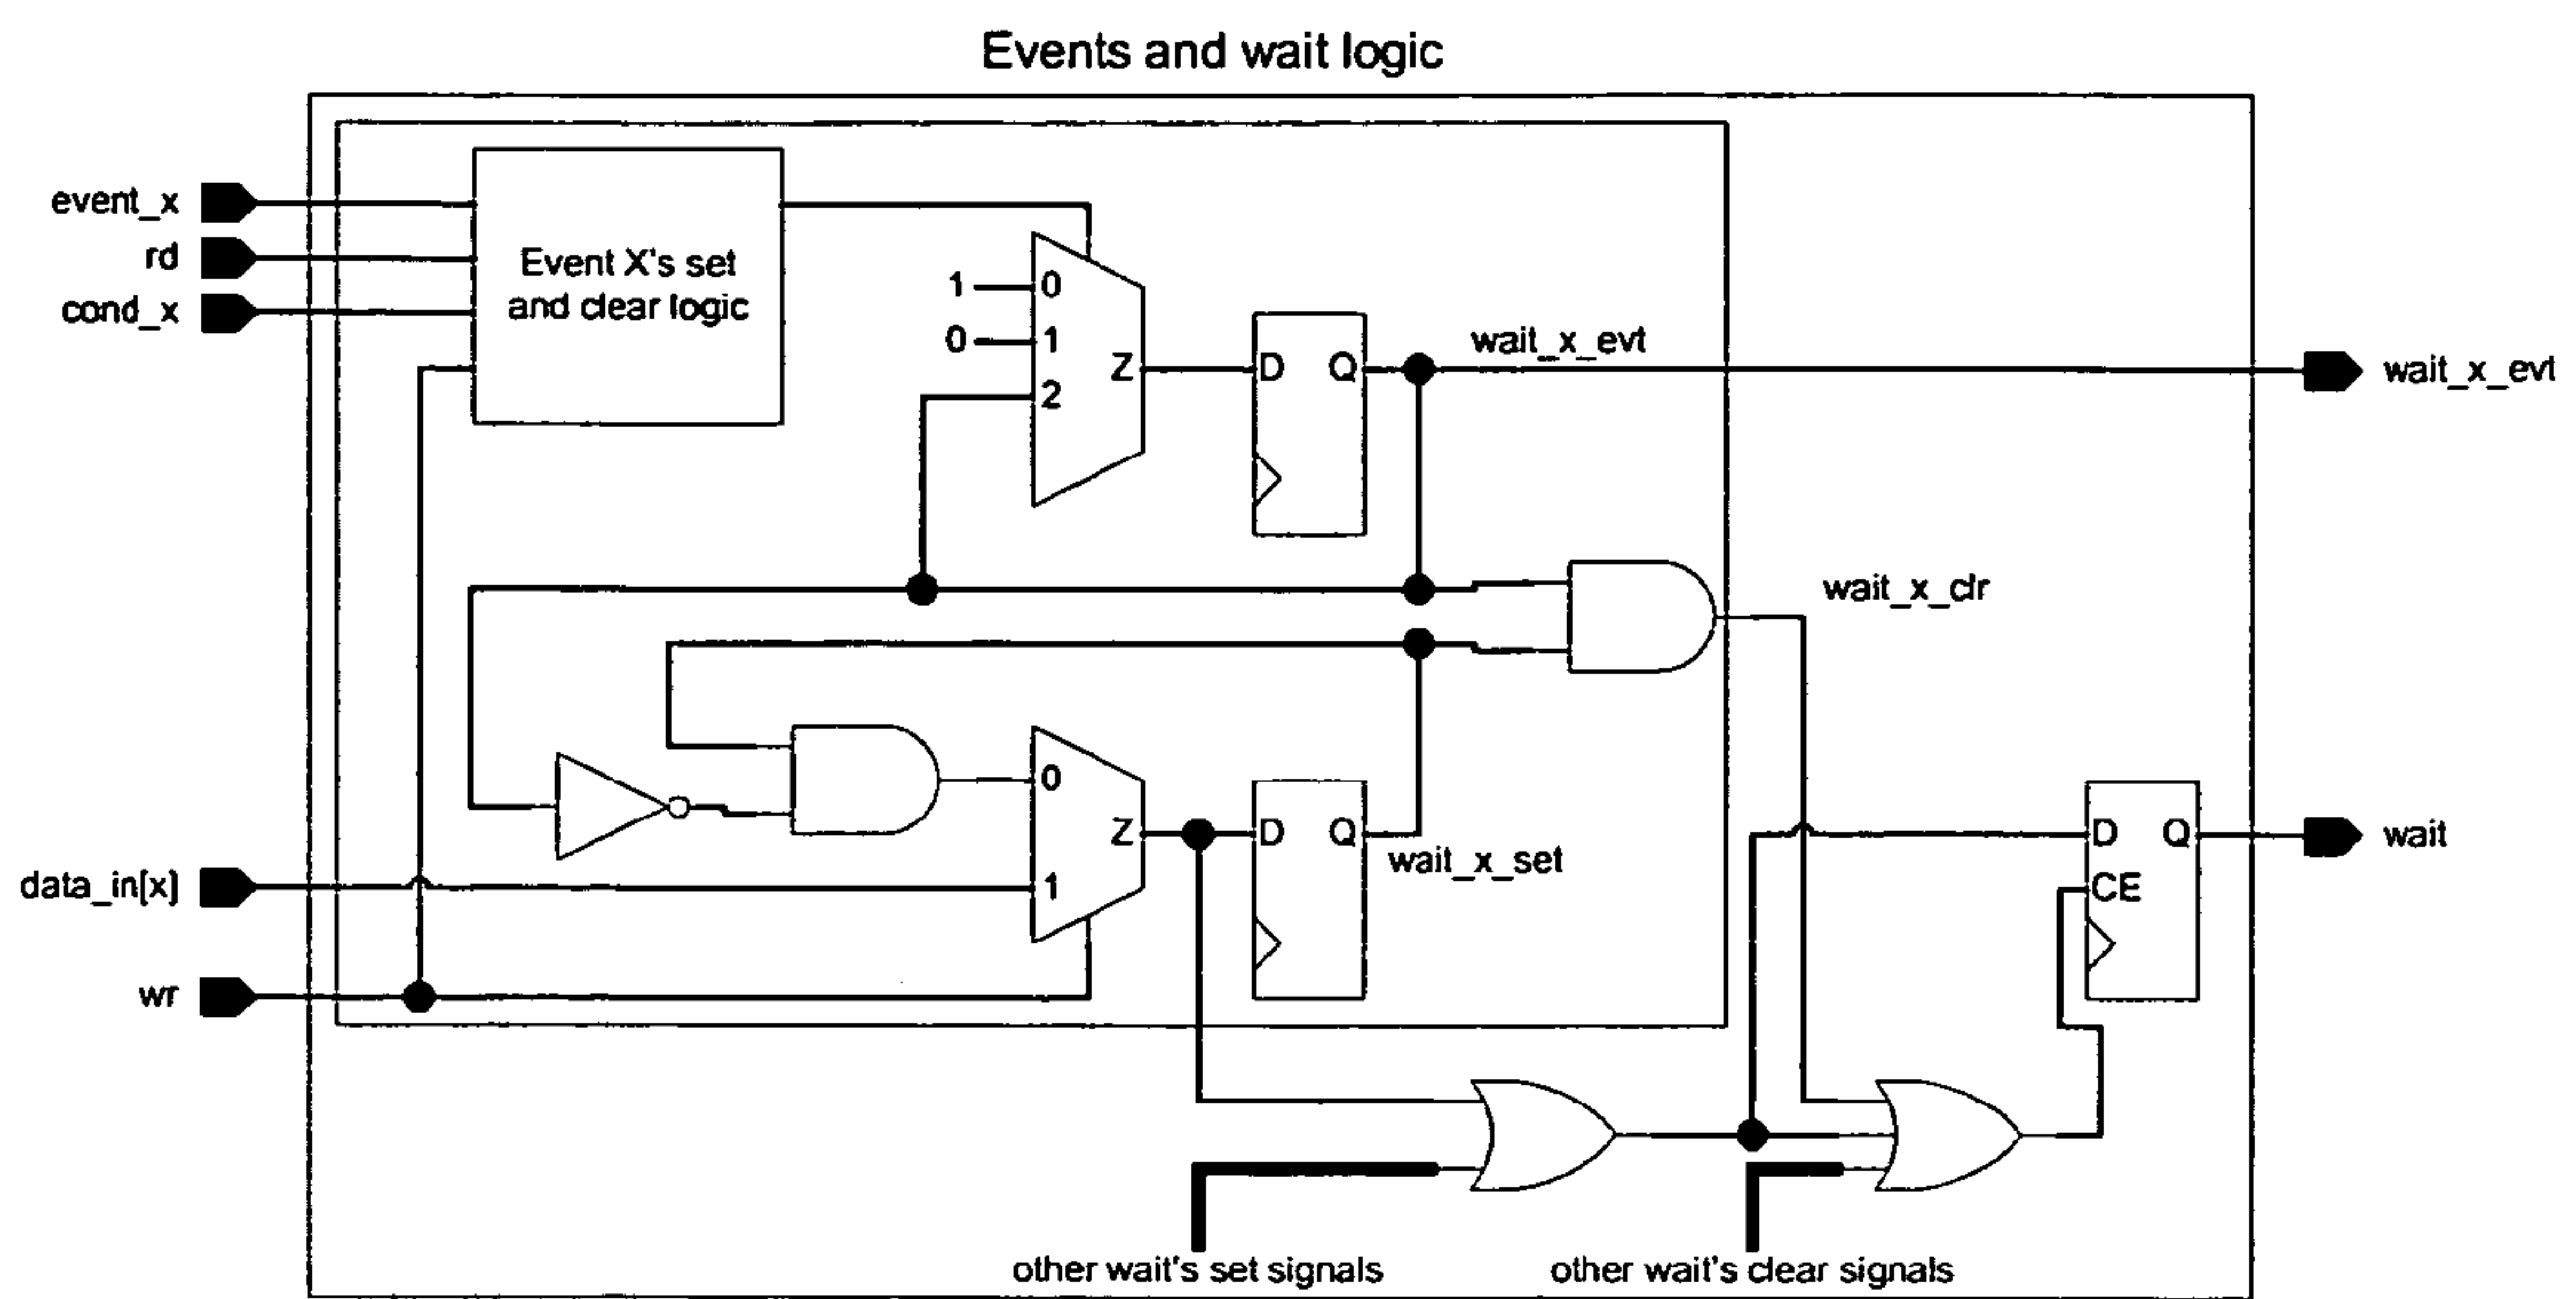 Events and wait logic
event_x
rd
cond_x
Event X's set
and clear logic
1
0
0
1
2
Z
D
Q
wait_x_evt
wait_x_evt
wait_x_clr
0
1
Z
D
Q
wait_x_set
data_in[x]
wr
D
Q
CE
wait
other wait's set signals
other wait's clear signals